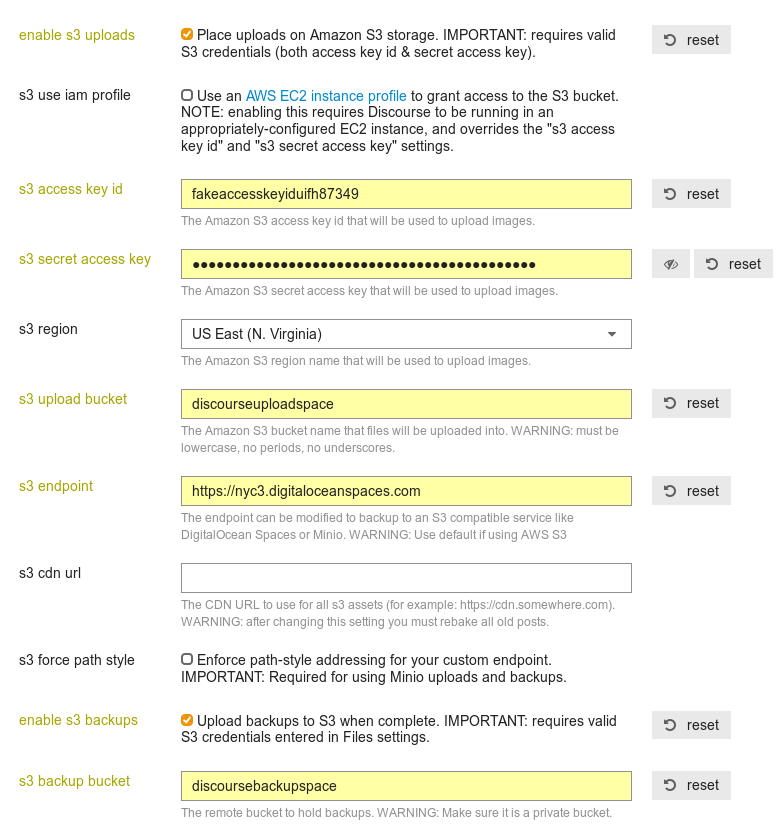 enable s3 uploads
Place uploads on Amazon S3 storage. IMPORTANT: requires valid
S3 credentials (both access key id & secret access key).
reset
s3 use iam profile
Use an AWS EC2 instance profile to grant access to the S3 bucket.
NOTE: enabling this requires Discourse to be running in an
appropriately-configured EC2 instance, and overrides the "s3 access
key id" and "s3 secret access key" settings.
s3 access key id
fakeaccesskeyiduifh87349
reset
The Amazon S3 access key id that will be used to upload images.
s3 secret access key
●●●●●●●●●●●●●●●●●●●●●●●●●●●●●●●●●●●●●●●●●●●
reset
The Amazon S3 secret access key that will be used to upload images.
s3 region
US East (N. Virginia)
The Amazon S3 region name that will be used to upload images.
s3 upload bucket
discourseuploadspace
reset
The Amazon S3 bucket name that files will be uploaded into. WARNING: must be
lowercase, no periods, no underscores.
s3 endpoint
https://nyc3.digitaloceanspaces.com
reset
The endpoint can be modified to backup to an S3 compatible service like
DigitalOcean Spaces or Minio. WARNING: Use default if using AWS S3
s3 cdn url
The CDN URL to use for all s3 assets (for example: https://cdn.somewhere.com).
WARNING: after changing this setting you must rebake all old posts.
s3 force path style
Enforce path-style addressing for your custom endpoint.
IMPORTANT: Required for using Minio uploads and backups.
enable s3 backups
Upload backups to S3 when complete. IMPORTANT: requires valid
S3 credentials entered in Files settings.
reset
s3 backup bucket
discoursebackupspace
reset
The remote bucket to hold backups. WARNING: Make sure it is a private bucket.